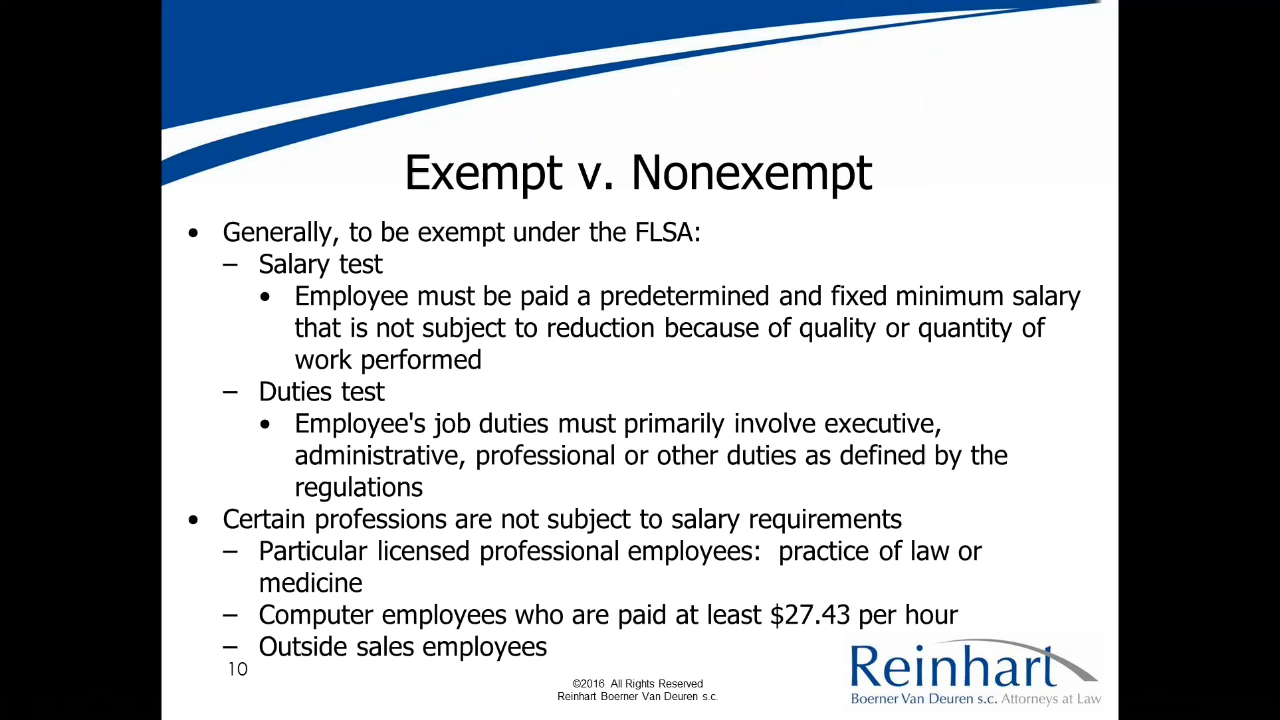 Exempt v. Nonexempt
• Generally, to be exempt under the FLSA:
– Salary test
• Employee must be paid a predetermined and fixed minimum salary
that is not subject to reduction because of quality or quantity of
work performed
– Duties test
• Employee's job duties must primarily involve executive,
administrative, professional or other duties as defined by the
regulations
• Certain professions are not subject to salary requirements
– Particular licensed professional employees: practice of law or
medicine
– Computer employees who are paid at least $27.43 per hour
– Outside sales employees
10
©2016 All Rights Reserved
Reinhart Boerner Van Deuren s.c.
Reinhart
Boerner Van Deuren s.c. Attorneys at Law